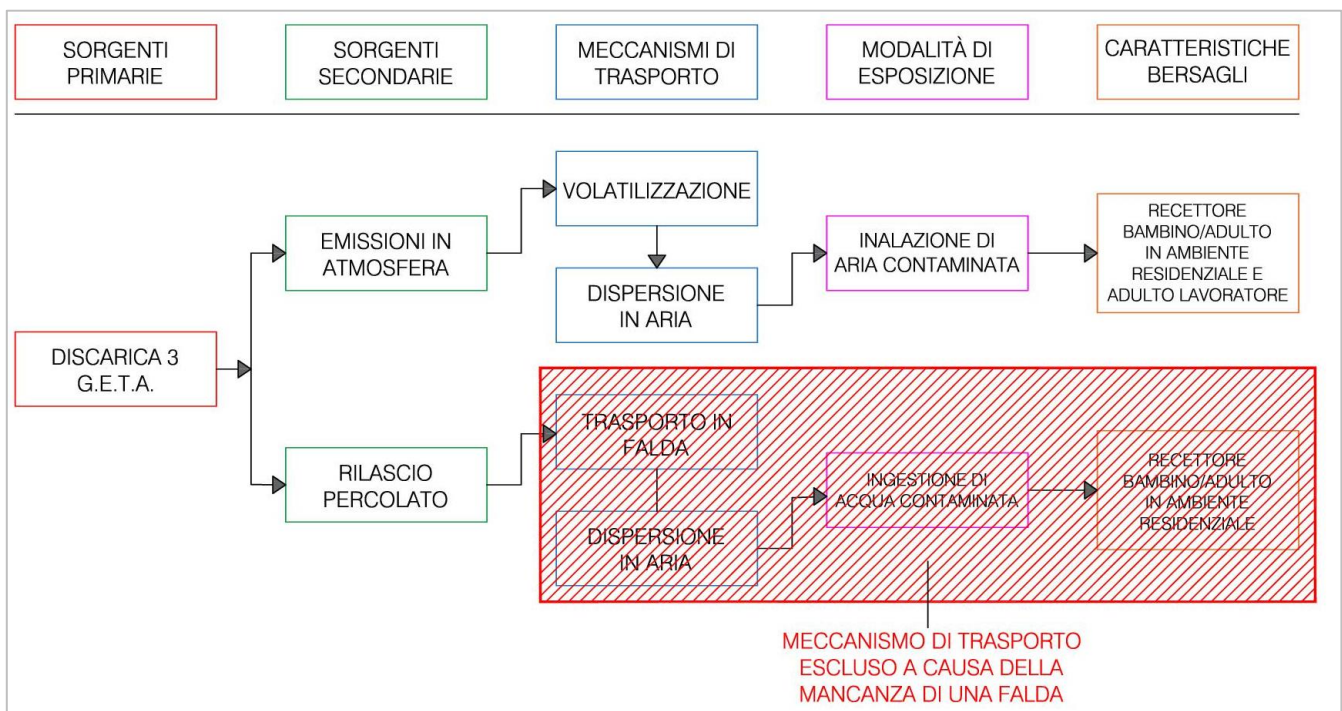 SORGENTI
PRIMARIE
SORGENTI
SECONDARIE
MECCANISMI DI
TRASPORTO
MODALITÀ DI
ESPOSIZIONE
CARATTERISTICHE
BERSAGLI
VOLATILIZZAZIONE
EMISSIONI IN
ATMOSFERA
INALAZIONE DI
ARIA CONTAMINATA
RECETTORE
BAMBINO/ADULTO
IN AMBIENTE
RESIDENZIALE E
ADULTO LAVORATORE
DISPERSIONE
IN ARIA
DISCARICA 3
G.E.T.A.
TRASPORTO IN
FALDA
RILASCIO
PERCOLATO
INGESTIONE DI
ACQUA CONTAMINATA
RECETTORE
BAMBINO/ADULTO
IN AMBIENTE
RESIDENZIALE
DISPERSIONE
IN ARIA
MECCANISMO DI TRASPORTO
ESCLUSO A CAUSA DELLA
MANCANZA DI UNA FALDA